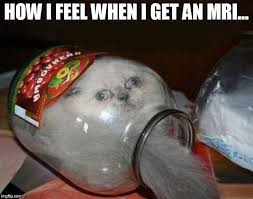 HOW I FEEL WHEN I GET AN MRI...
imgflip.com